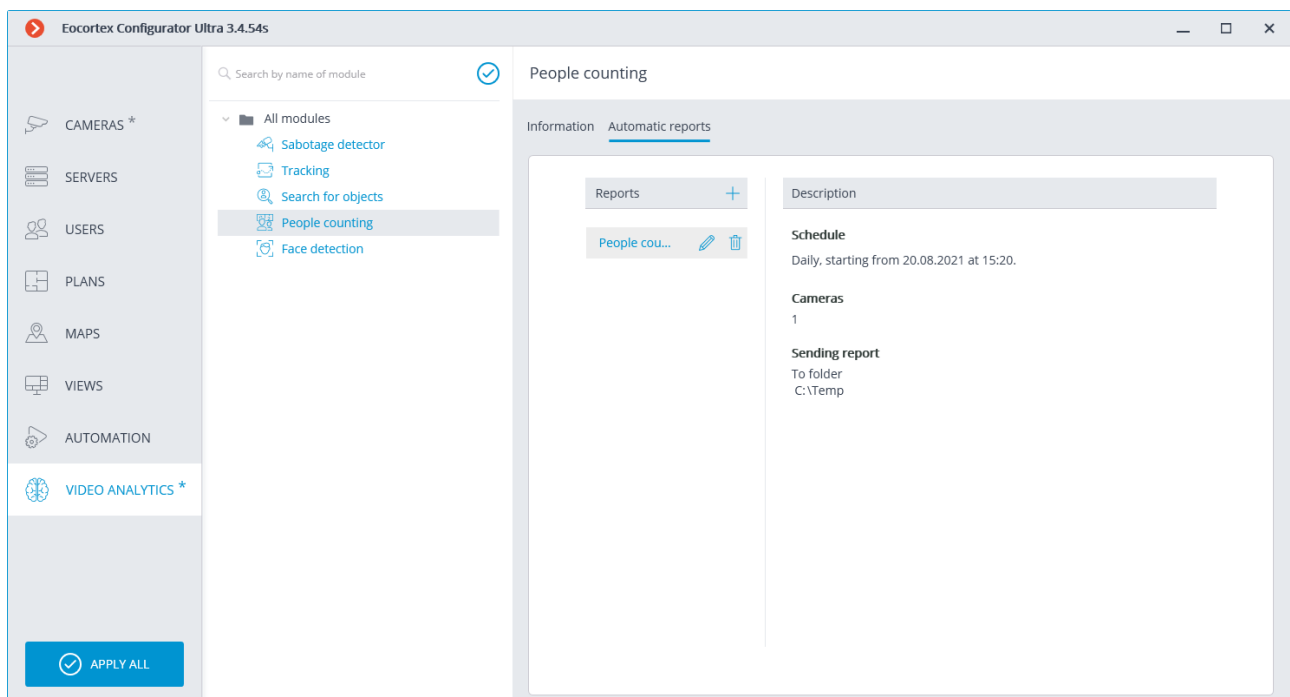 Eocortex Configurator Ultra 3.4.54s
CAMERAS *
SERVERS
USERS
PLANS
MAPS
VIEWS
AUTOMATION
VIDEO ANALYTICS *
APPLY ALL
Search by name of module
All modules
Sabotage detector
Tracking
Search for objects
People counting
Face detection
People counting
Information Automatic reports
Reports
People cou...
Description
Schedule
Daily, starting from 20.08.2021 at 15:20.
Cameras
1
Sending report
To folder
C:\Temp